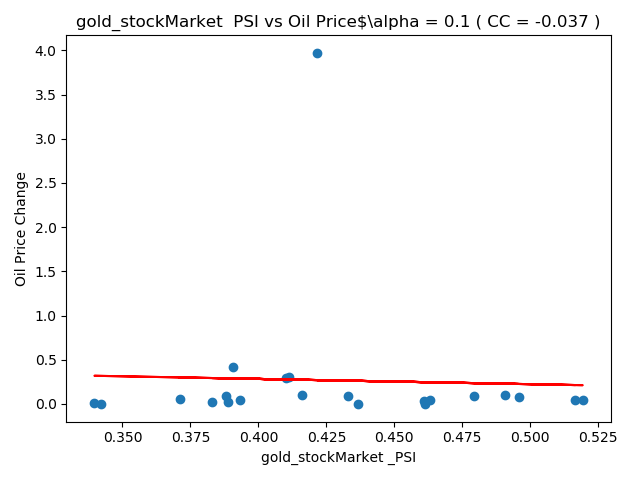 gold_stockMarket  PSI vs Oil Price$\alpha = 0.1 ( CC = -0.037 )
4.0
3.5
3.0
2.5
2.0
1.5
1.0
0.5
0.0
Oil Price Change
0.350 0.375 0.400 0.425 0.450 0.475 0.500 0.525
gold_stockMarket _PSI